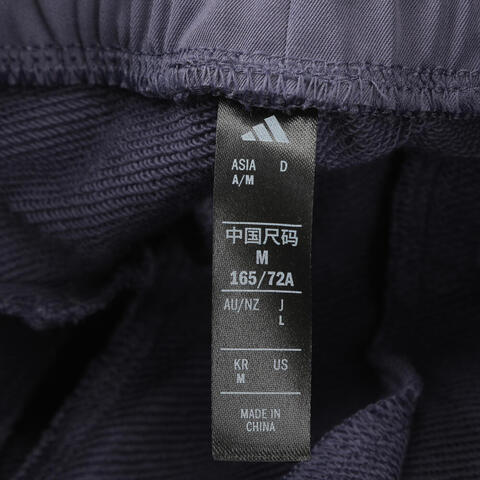 ASIA D
A/M
中国尺码
M
165/72A
AU/NZ J
L
KR US
M
MADE IN
CHINA